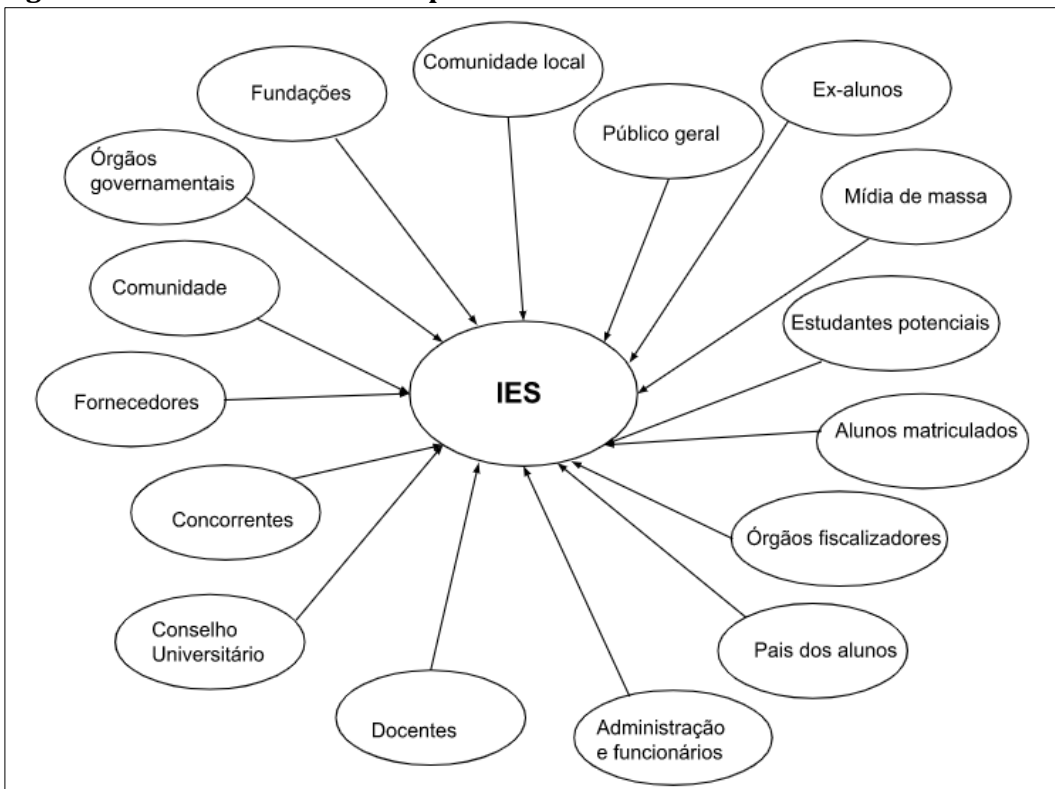 Fundações
Comunidade local
Ex-alunos
Público geral
Órgãos
governamentais
Mídia de massa
Comunidade
Estudantes potenciais
IES
Fornecedores
Alunos matriculados
Concorrentes
Órgãos fiscalizadores
Conselho
Universitário
Pais dos alunos
Docentes
Administração
e funcionários